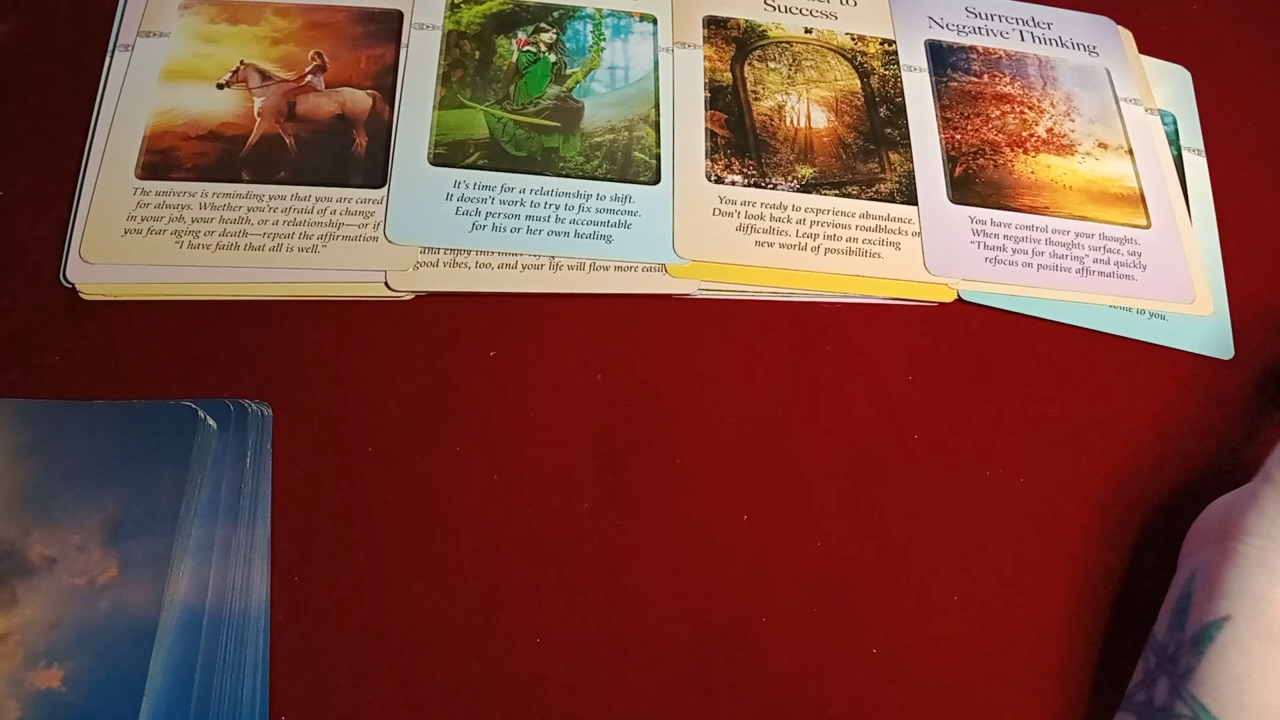 The universe is reminding you that you are cared
for always. Whether you're afraid of a change
in your job, your health, or a relationship—or if
you fear aging or death—repeat the affirmation
"I have faith that all is well."
It's time for a relationship to shift.
It doesn't work to try to fix someone.
Each person must be accountable
for his or her own healing.
good vibes, too, and your life will flow more easily
to
Success
You are ready to experience abundance.
Don't look back at previous roadblocks or
difficulties. Leap into an exciting
new world of possibilities.
Surrender
Negative Thinking
You have control over your thoughts.
When negative thoughts surface, say
"Thank you for sharing" and quickly
refocus on positive affirmations.
to you.